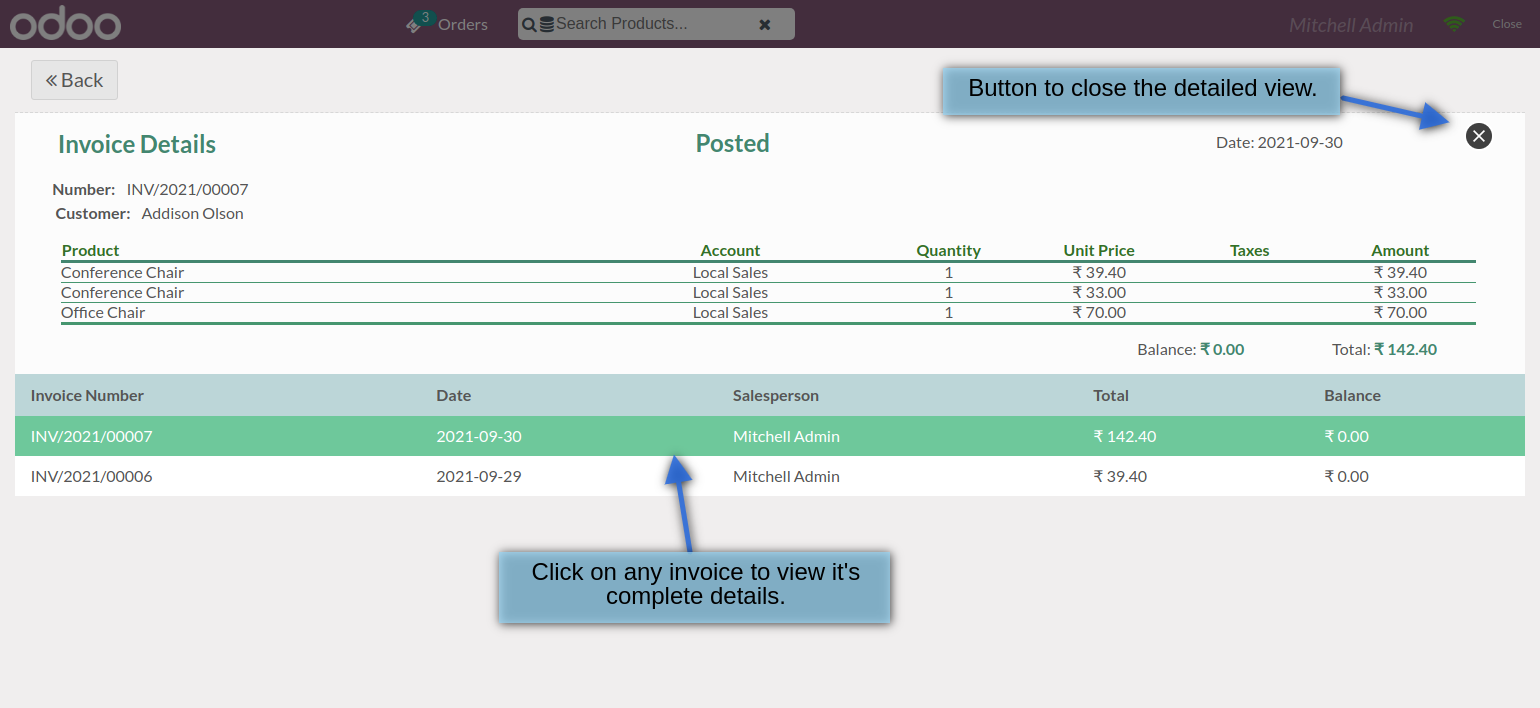 odoo 3 Orders Search Products... Mitchell Admin Close
Back
Button to close the detailed view.
Invoice Details Posted Date: 2021-09-30
Number: INV/2021/00007
Customer: Addison Olson
Product Account Quantity Unit Price Taxes Amount
Conference Chair Local Sales 1 ₹ 39.40 ₹ 39.40
Conference Chair Local Sales 1 ₹ 33.00 ₹ 33.00
Office Chair Local Sales 1 ₹ 70.00 ₹ 70.00
Balance: ₹ 0.00 Total: ₹ 142.40
Invoice Number Date Salesperson Total Balance
INV/2021/00007 2021-09-30 Mitchell Admin ₹ 142.40 ₹ 0.00
INV/2021/00006 2021-09-29 Mitchell Admin ₹ 39.40 ₹ 0.00
Click on any invoice to view it's
complete details.